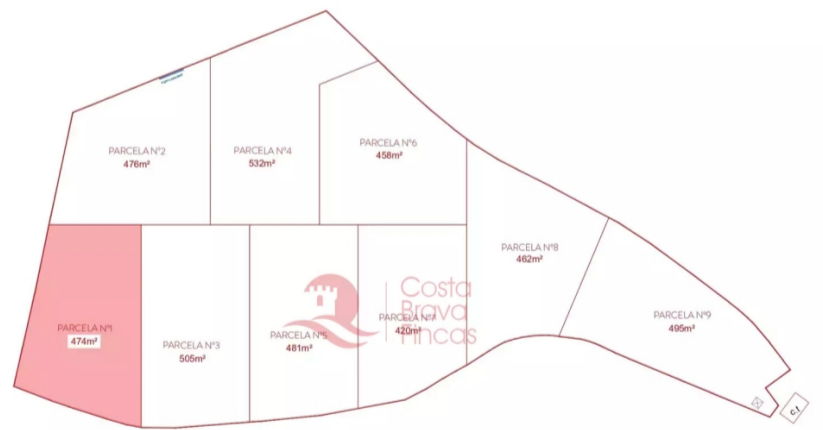 PARCELA Nº2
476m²
PARCELA Nº4
532m²
PARCELA Nº6
458m²
PARCELA Nº8
462m²
PARCELA Nº1
474m²
PARCELA Nº3
505m²
PARCELA Nº5
481m²
PARCELA Nº7
420m²
PARCELA Nº9
495m²
Costa
Brava
Fincas